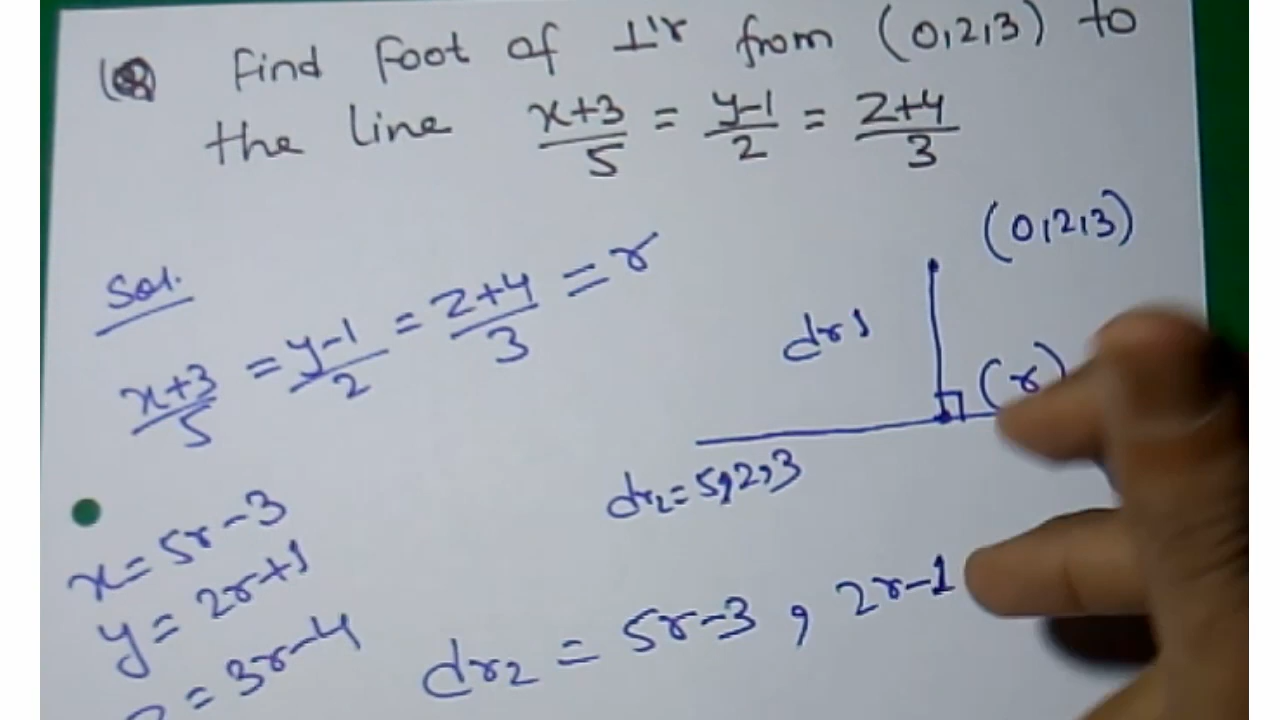 (Q) Find foot of ⊥'r from (0,2,3) to
the line x+3/5 = y-1/2 = z+4/3
Sol.
x+3/5 = y-1/2 = z+4/3 = r
(0,2,3)
dr1
(r)
dr2 = 5,2,3
x = 5r-3
y = 2r+1
= 3r-4
dr2 = 5r-3, 2r-1